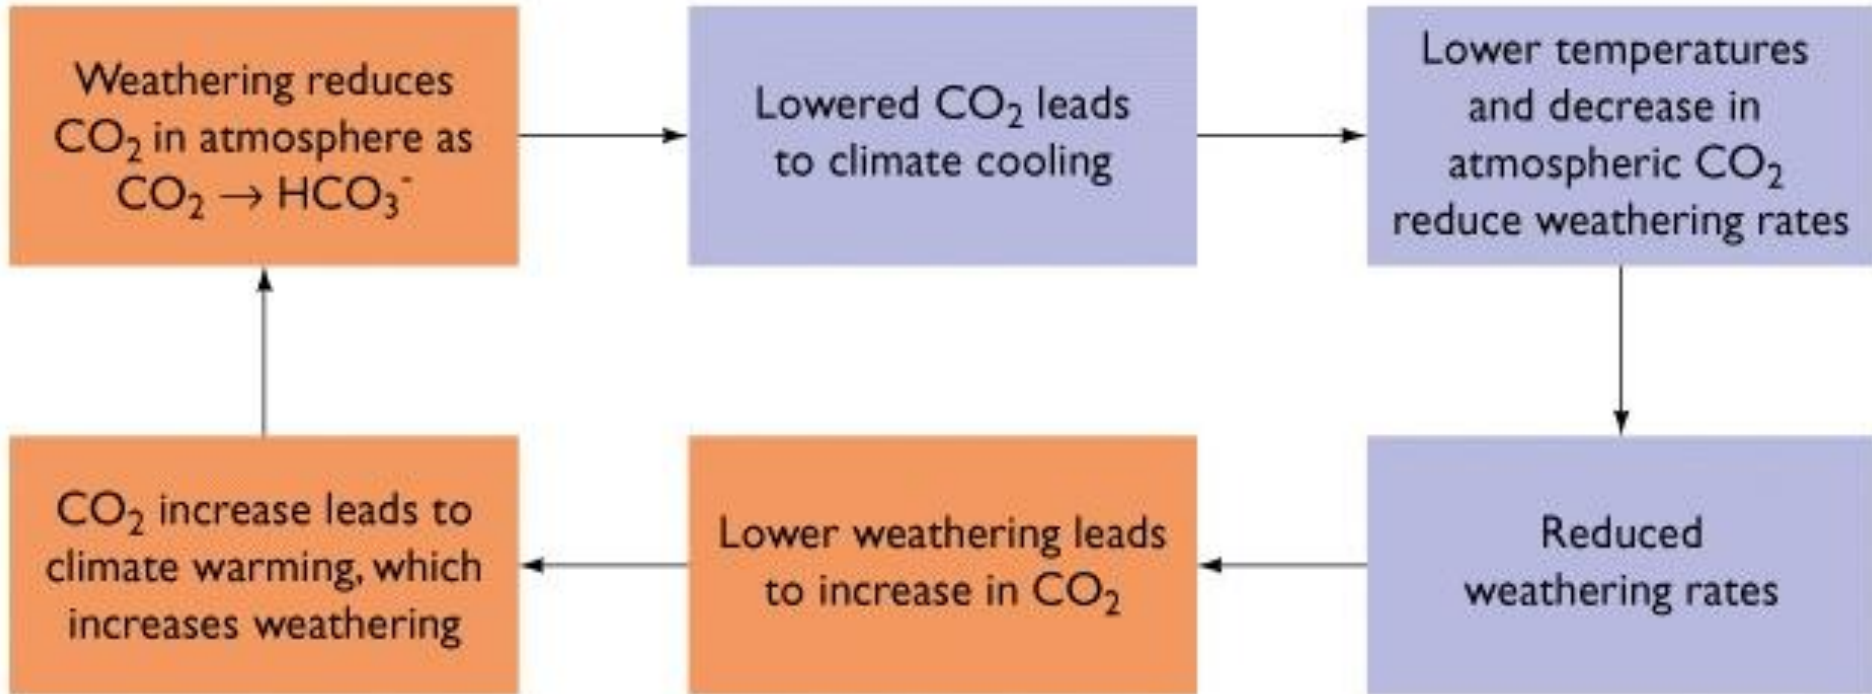 Weathering reduces
CO₂ in atmosphere as
CO₂ → HCO₃⁻
Lowered CO₂ leads
to climate cooling
Lower temperatures
and decrease in
atmospheric CO₂
reduce weathering rates
Reduced
weathering rates
Lower weathering leads
to increase in CO₂
CO₂ increase leads to
climate warming, which
increases weathering